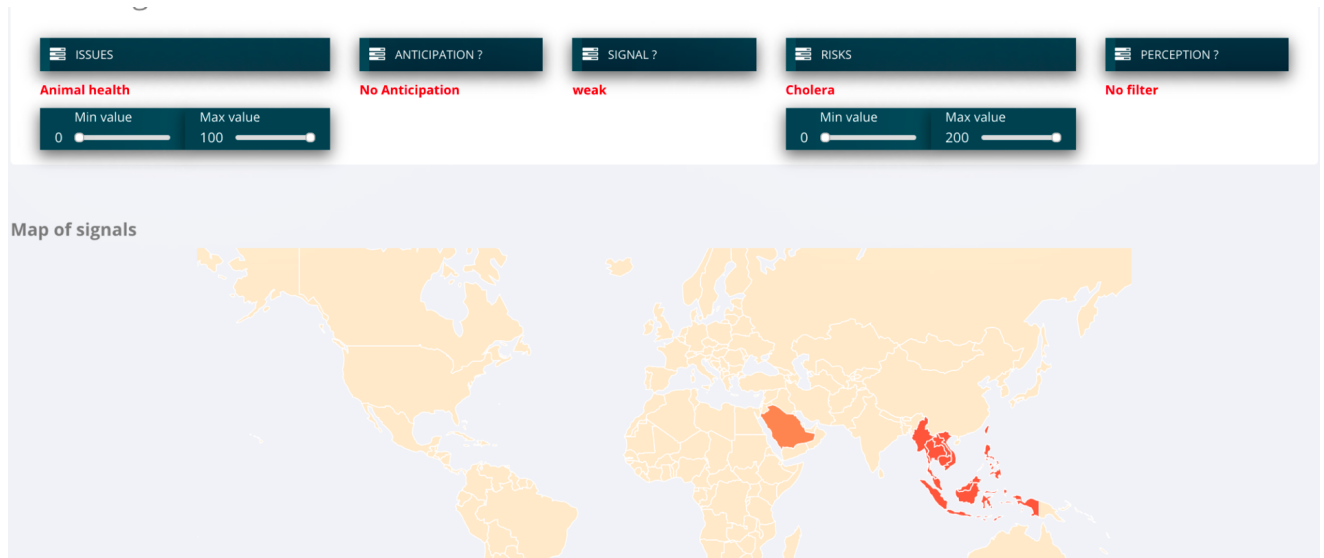 ISSUES
ANTICIPATION ?
SIGNAL ?
RISKS
PERCEPTION ?
Animal health
No Anticipation
weak
Cholera
No filter
Min value
Max value
Min value
Max value
0
100
0
200
Map of signals